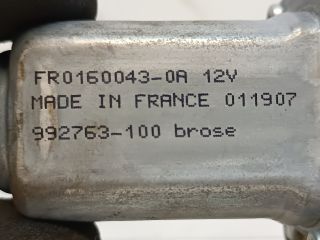 FR0160043-0A 12V
MADE IN FRANCE 011907
992763-100 brose